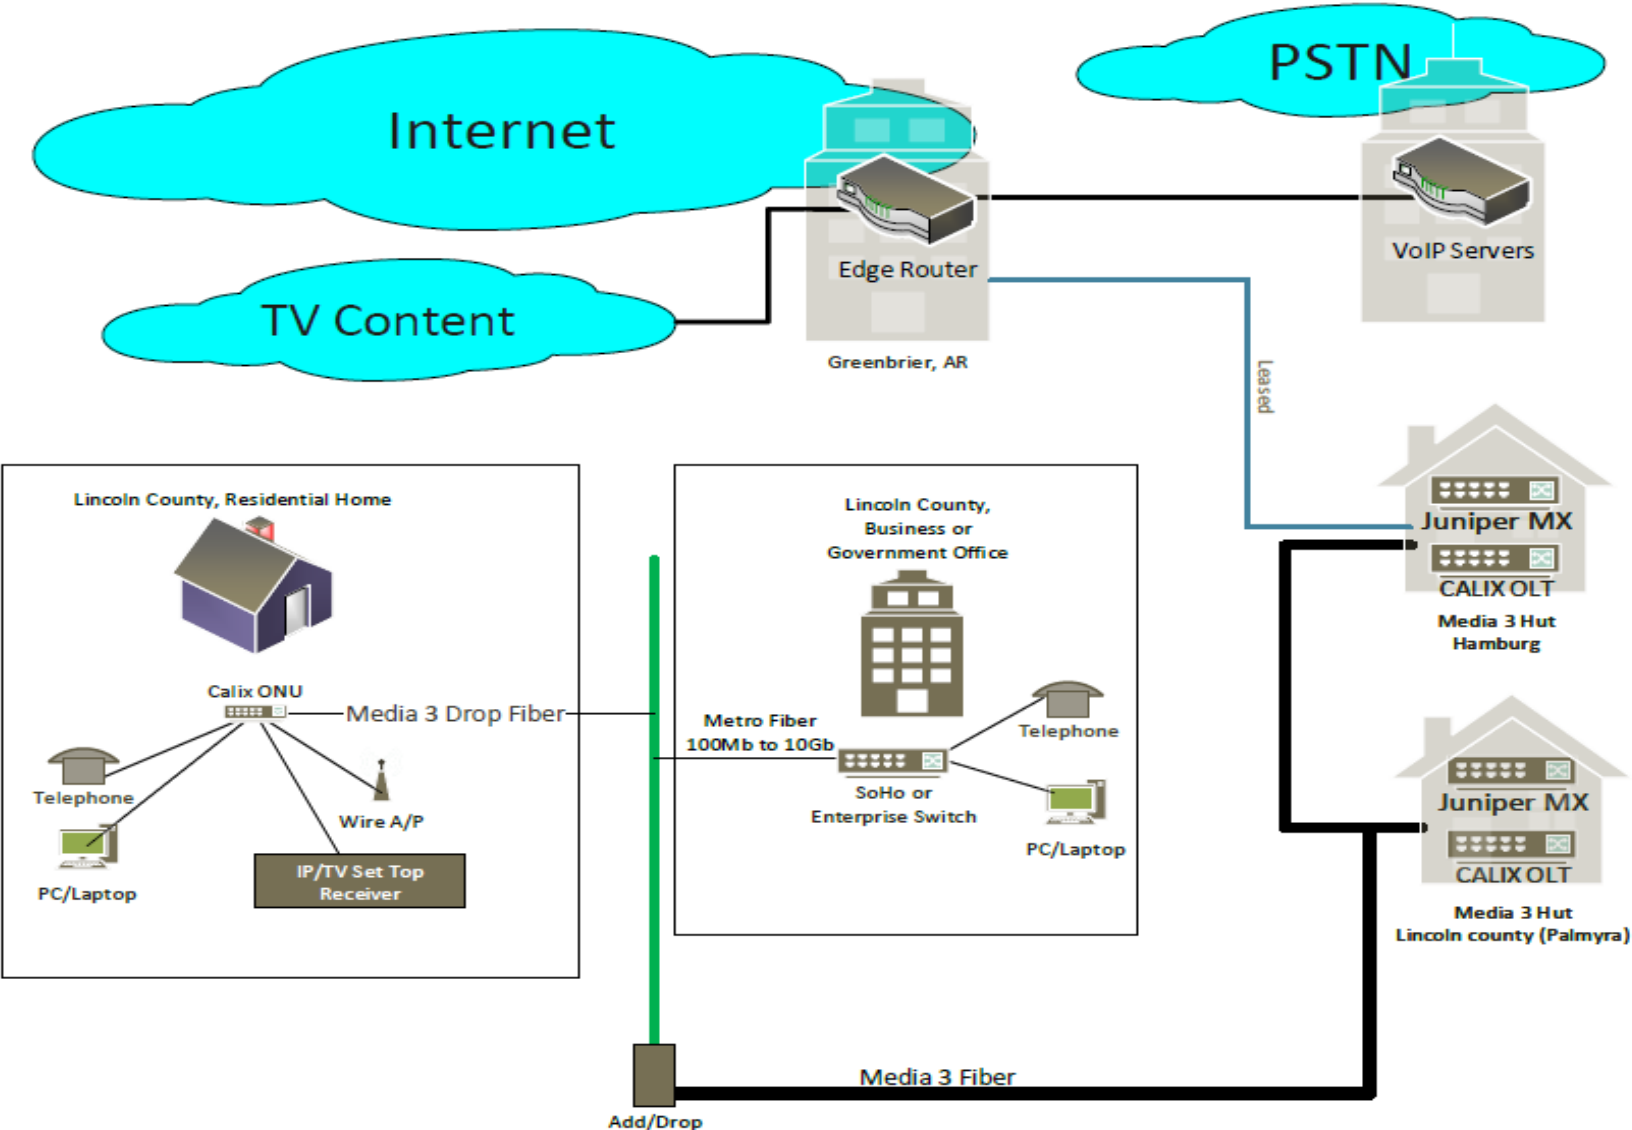 Internet
PSTN
VoIP Servers
Edge Router
TV Content
Greenbrier, AR
Leased
Juniper MX
CALIX OLT
Media 3 Hut
Hamburg
Lincoln County, Residential Home
Calix ONU
Media 3 Drop Fiber
Telephone
Wire A/P
PC/Laptop
IP/TV Set Top
Receiver
Lincoln County,
Business or
Government Office
Metro Fiber
100Mb to 10Gb
Telephone
SoHo or
Enterprise Switch
PC/Laptop
Juniper MX
CALIX OLT
Media 3 Hut
Lincoln county (Palmyra)
Media 3 Fiber
Add/Drop